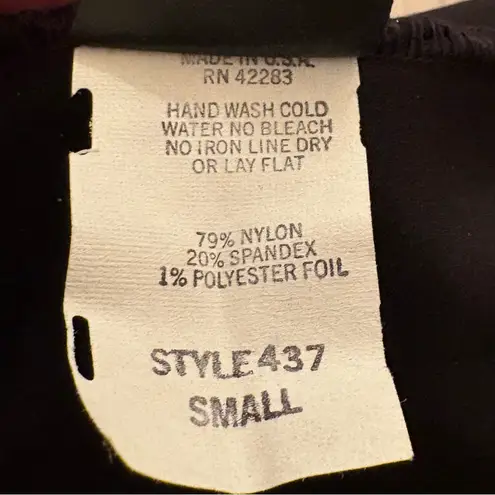 MADE IN U.S.A.
RN 42283
HAND WASH COLD
WATER NO BLEACH
NO IRON LINE DRY
OR LAY FLAT
79% NYLON
20% SPANDEX
1% POLYESTER FOIL
STYLE 437
SMALL